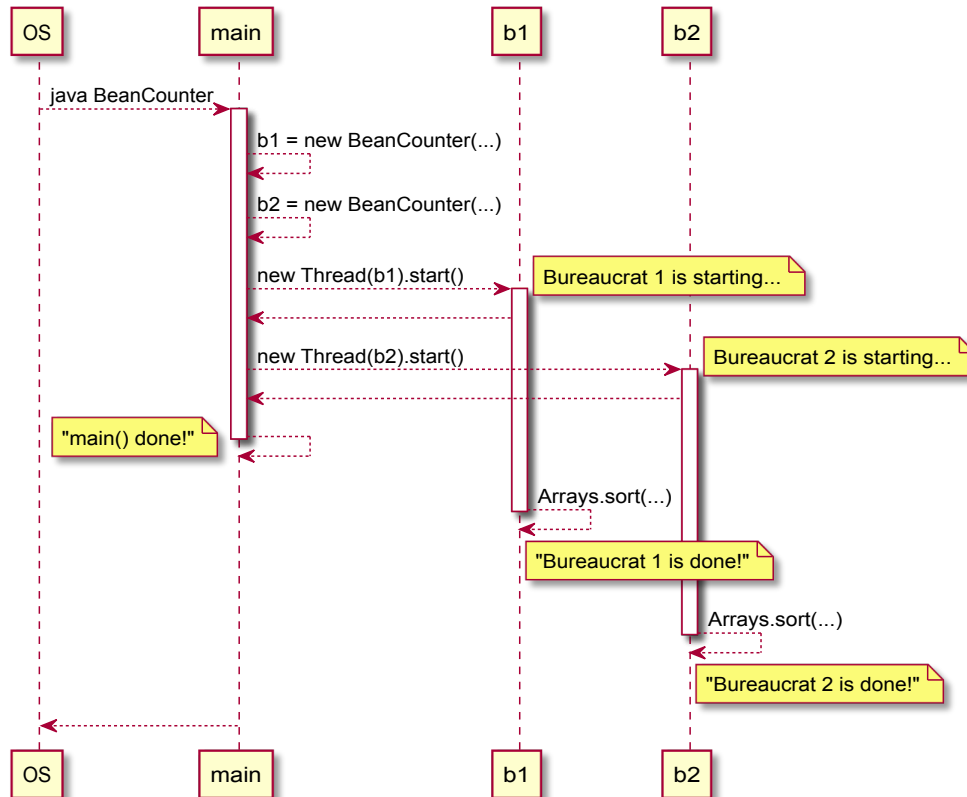 OS
main
b1
b2
java BeanCounter
b1 = new BeanCounter(...)
b2 = new BeanCounter(...)
new Thread(b1).start()
Bureaucrat 1 is starting...
new Thread(b2).start()
Bureaucrat 2 is starting...
"main() done!"
Arrays.sort(...)
"Bureaucrat 1 is done!"
Arrays.sort(...)
"Bureaucrat 2 is done!"
OS
main
b1
b2